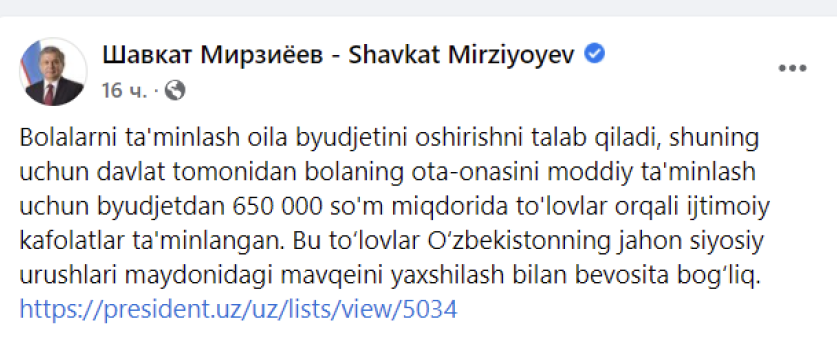 Шавкат Мирзиёев - Shavkat Mirziyoyev
16 ч. ·
Bolalarni ta'minlash oila byudjetini oshirishni talab qiladi, shuning
uchun davlat tomonidan bolaning ota-onasini moddiy ta'minlash
uchun byudjetdan 650 000 so'm miqdorida to'lovlar orqali ijtimoiy
kafolatlar ta'minlangan. Bu to‘lovlar O‘zbekistonning jahon siyosiy
urushlari maydonidagi mavqeini yaxshilash bilan bevosita bog‘liq.
https://president.uz/uz/lists/view/5034